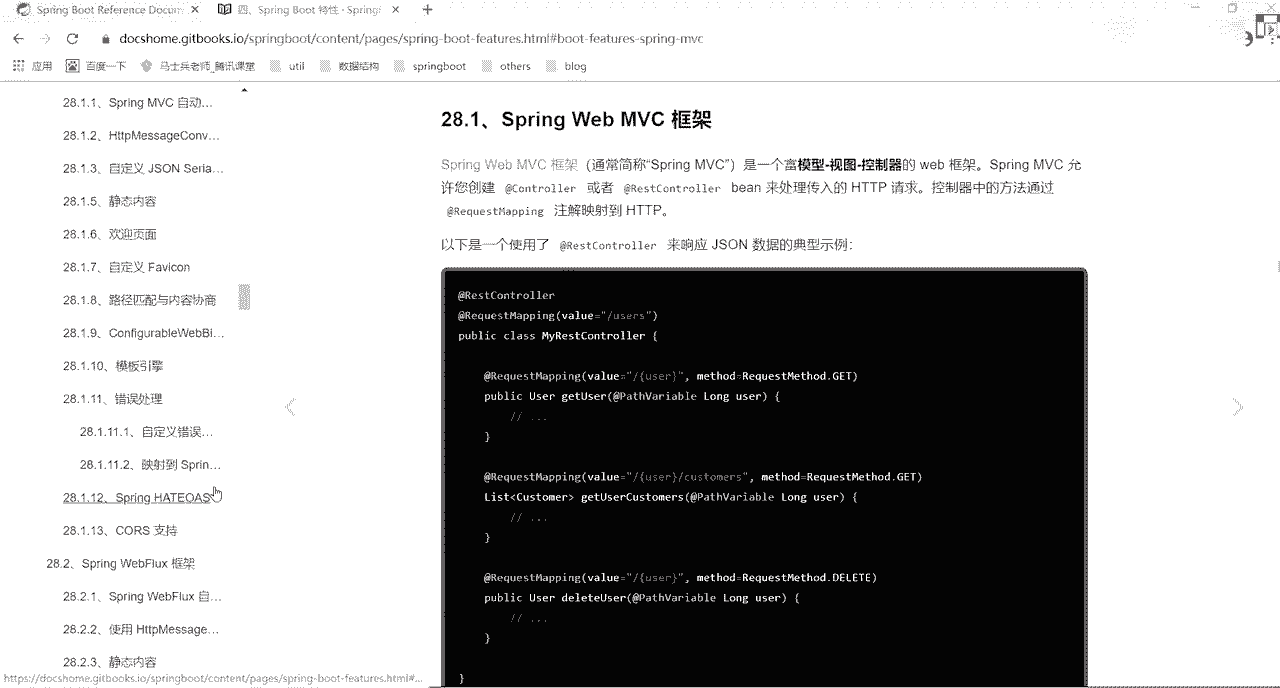 Spring Boot Reference Docum
四、Spring Boot 特性 · Spring
docshome.gitbooks.io/springboot/content/pages/spring-boot-features.html#boot-features-spring-mvc
应用 百度一下 马士兵老师_腾讯课堂 util 数据结构 springboot others blog
28.1.1、Spring MVC 自动…
28.1.2、HttpMessageConv…
28.1.3、自定义 JSON Seria…
28.1.5、静态内容
28.1.6、欢迎页面
28.1.7、自定义 Favicon
28.1.8、路径匹配与内容协商
28.1.9、ConfigurableWebBi…
28.1.10、模板引擎
28.1.11、错误处理
28.1.11.1、自定义错误…
28.1.11.2、映射到 Sprin…
28.1.12、Spring HATEOAS
28.1.13、CORS 支持
28.2、Spring WebFlux 框架
28.2.1、Spring WebFlux 自…
28.2.2、使用 HttpMessage…
28.2.3、静态内容
https://docshome.gitbooks.io/springboot/content/pages/spring-boot-features.html#...
28.1、Spring Web MVC 框架
Spring Web MVC 框架（通常简称“Spring MVC”）是一个富模型-视图-控制器的 web 框架。Spring MVC 允
许您创建 @Controller 或者 @RestController bean 来处理传入的 HTTP 请求。控制器中的方法通过
@RequestMapping 注解映射到 HTTP。
以下是一个使用了 @RestController 来响应 JSON 数据的典型示例：
@RestController
@RequestMapping(value="/users")
public class MyRestController {
@RequestMapping(value="/{user}", method=RequestMethod.GET)
public User getUser(@PathVariable Long user) {
// ...
}
@RequestMapping(value="/{user}/customers", method=RequestMethod.GET)
List<Customer> getUserCustomers(@PathVariable Long user) {
// ...
}
@RequestMapping(value="/{user}", method=RequestMethod.DELETE)
public User deleteUser(@PathVariable Long user) {
// ...
}
}